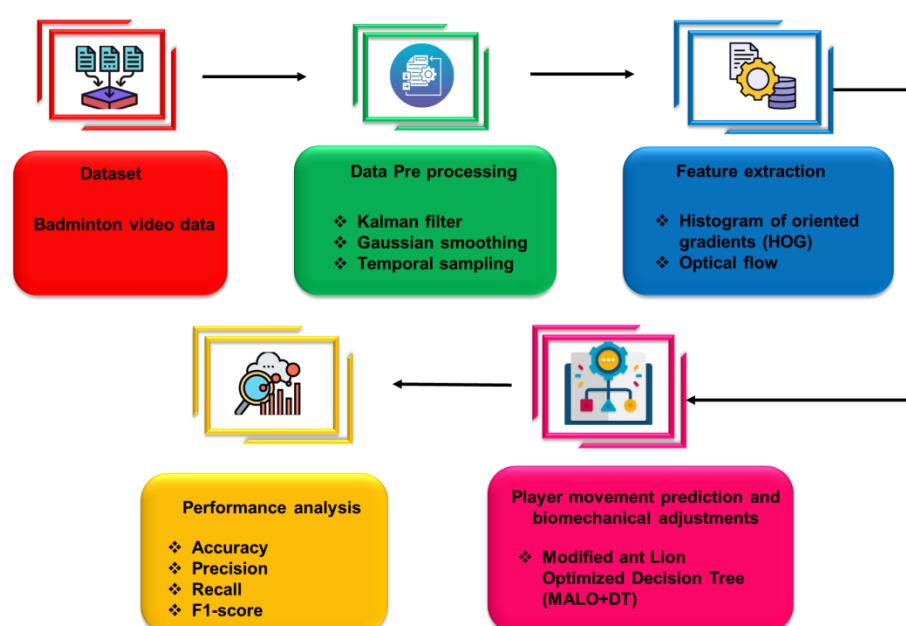 Dataset
Badminton video data
Data Pre processing
❖ Kalman filter
❖ Gaussian smoothing
❖ Temporal sampling
Feature extraction
❖ Histogram of oriented
gradients (HOG)
❖ Optical flow
Player movement prediction and
biomechanical adjustments
❖ Modified ant Lion
Optimized Decision Tree
(MALO+DT)
Performance analysis
❖ Accuracy
❖ Precision
❖ Recall
❖ F1-score